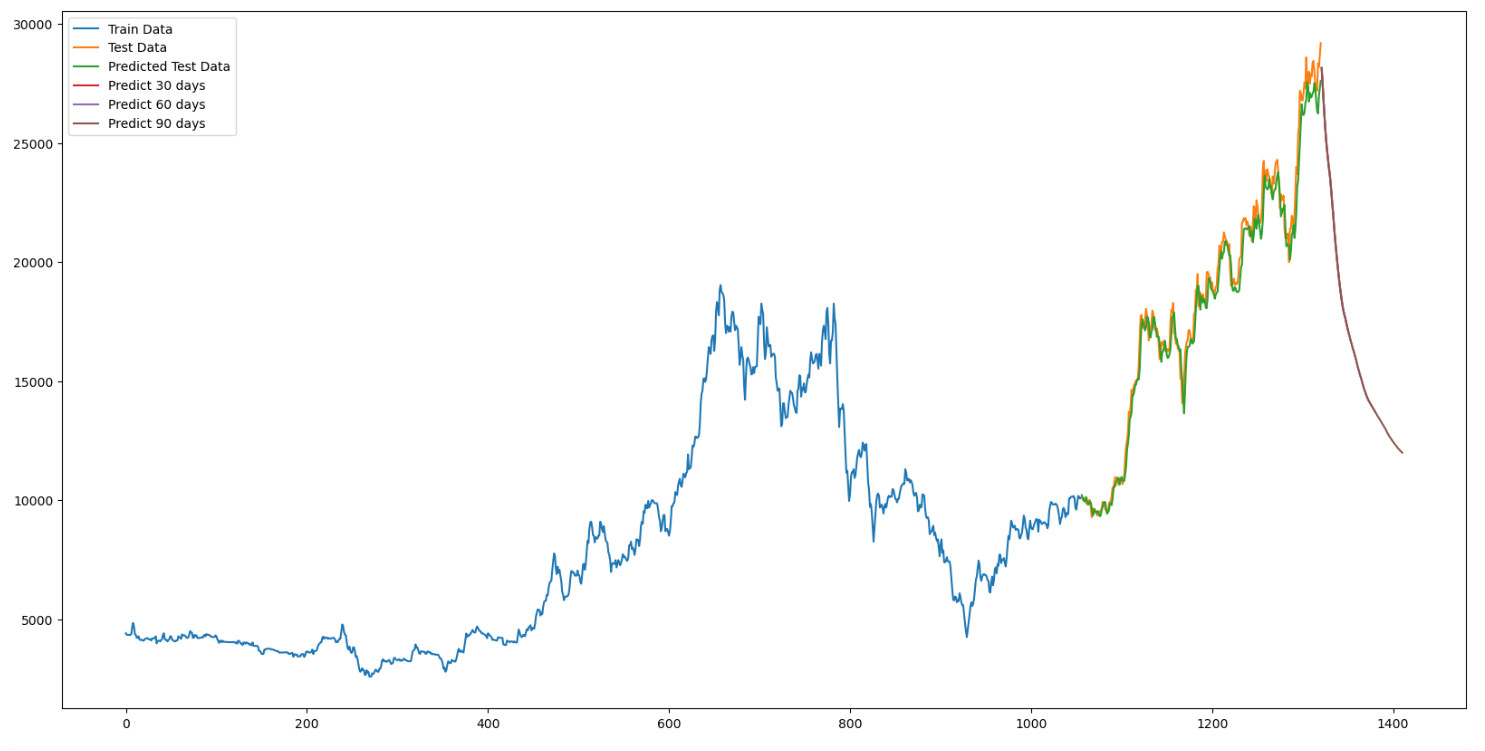 30000
25000
20000
15000
10000
5000
Train Data
Test Data
Predicted Test Data
Predict 30 days
Predict 60 days
Predict 90 days
0 200 400 600 800 1000 1200 1400